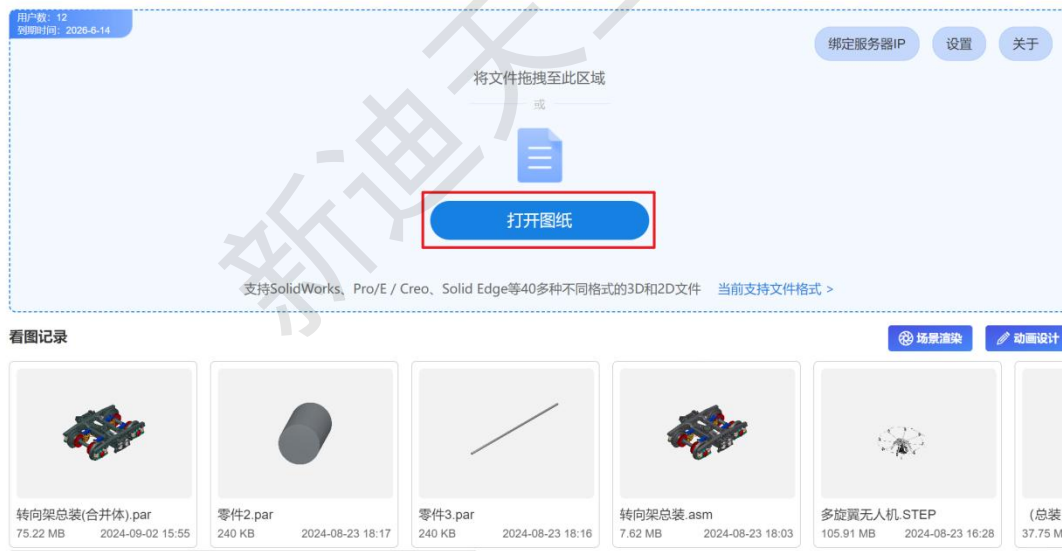 用户数：12
到期时间：2026-6-14
绑定服务器IP 设置 关于
将文件拖拽至此区域
或
打开图纸
支持SolidWorks、Pro/E / Creo、Solid Edge等40多种不同格式的3D和2D文件 当前支持文件格式 >
看图记录
场景渲染 动画设计
转向架总装(合并体).par
75.22 MB 2024-09-02 15:55
零件2.par
240 KB 2024-08-23 18:17
零件3.par
240 KB 2024-08-23 18:16
转向架总装.asm
7.62 MB 2024-08-23 18:03
多旋翼无人机.STEP
105.91 MB 2024-08-23 16:28
（总装
37.75 M
新迪天